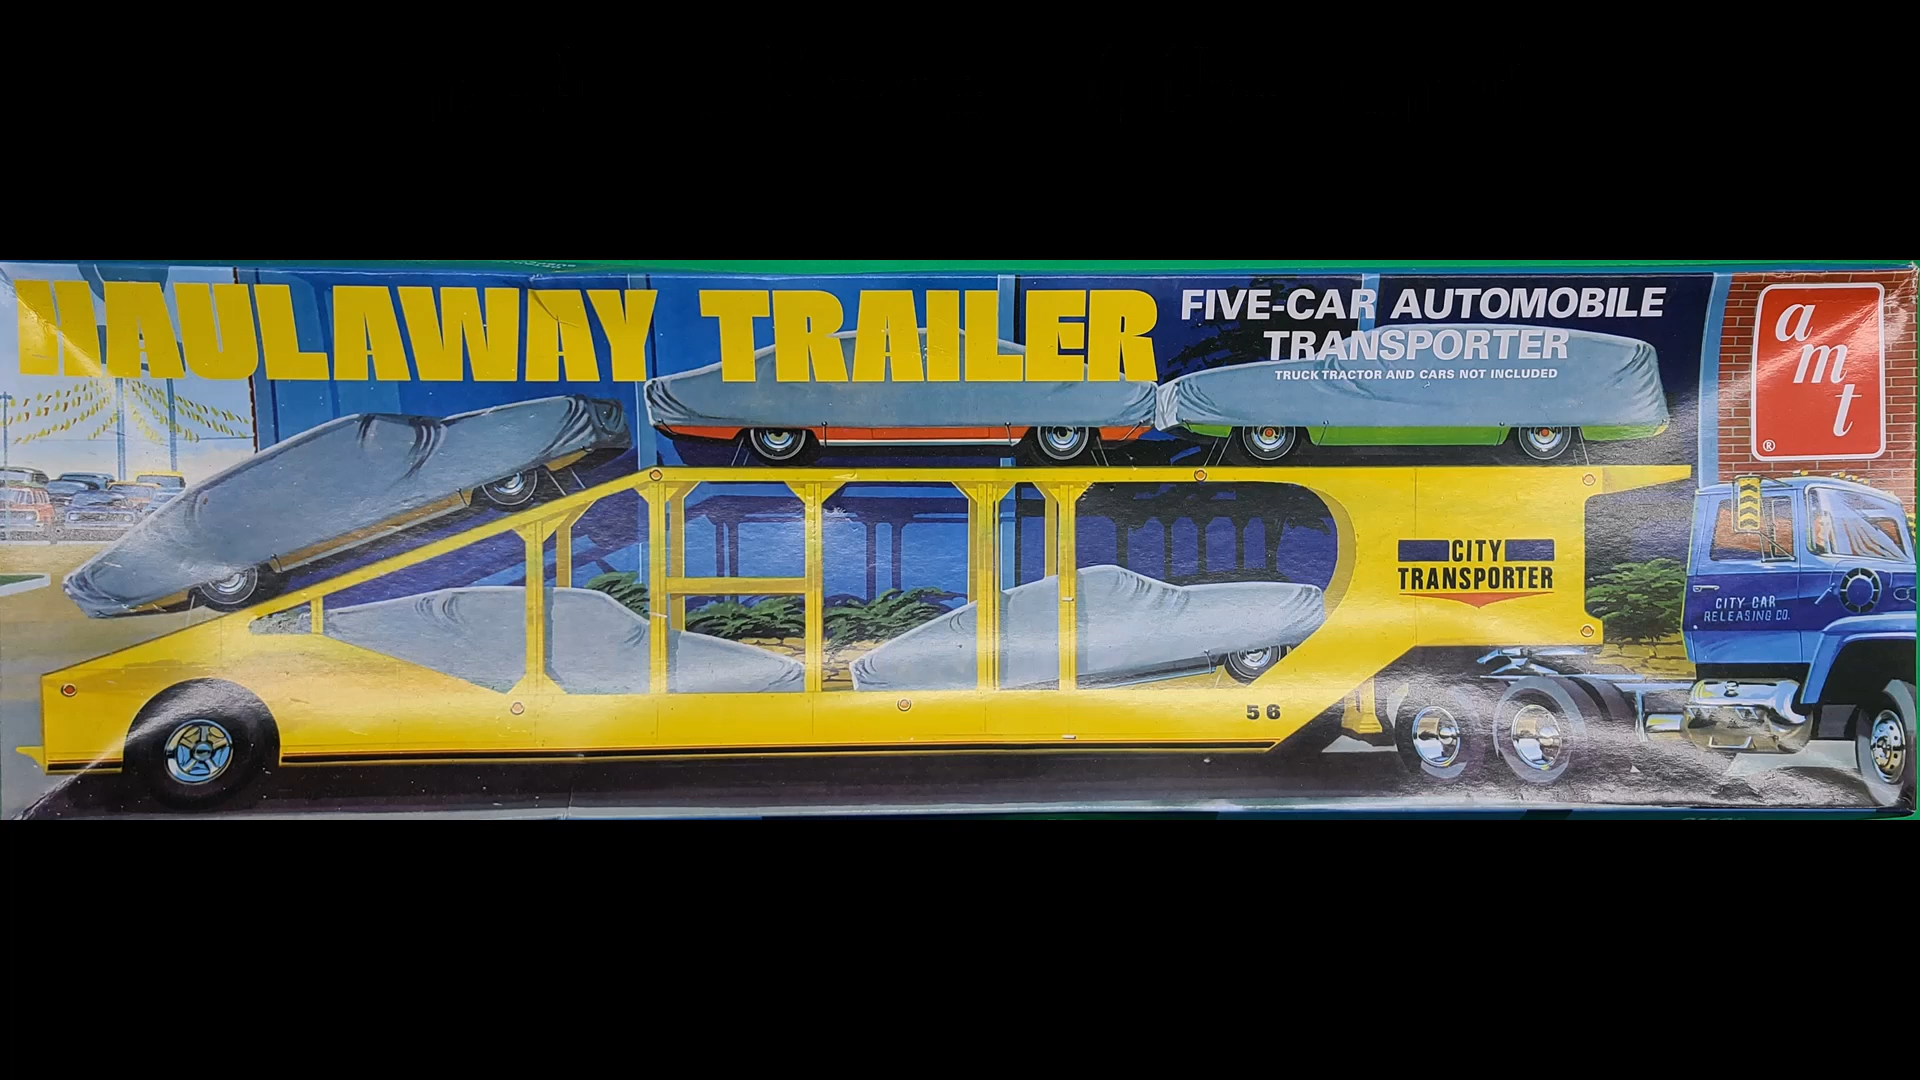 HAULAWAY TRAILER
FIVE-CAR AUTOMOBILE
TRANSPORTER
TRUCK TRACTOR AND CARS NOT INCLUDED
amt
®
CITY
TRANSPORTER
CITY CAR
RELEASING CO.
56